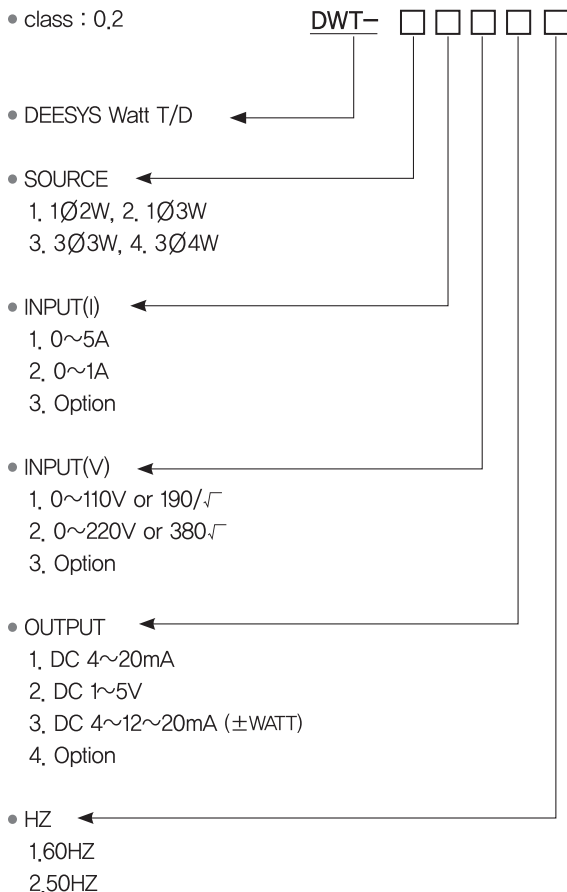 • class : 0.2
DWT- □ □ □ □ □
• DEESYS Watt T/D
• SOURCE
1. 1Ø2W, 2. 1Ø3W
3. 3Ø3W, 4. 3Ø4W
• INPUT(I)
1. 0~5A
2. 0~1A
3. Option
• INPUT(V)
1. 0~110V or 190/√
2. 0~220V or 380√
3. Option
• OUTPUT
1. DC 4~20mA
2. DC 1~5V
3. DC 4~12~20mA (±WATT)
4. Option
• HZ
1.60HZ
2.50HZ